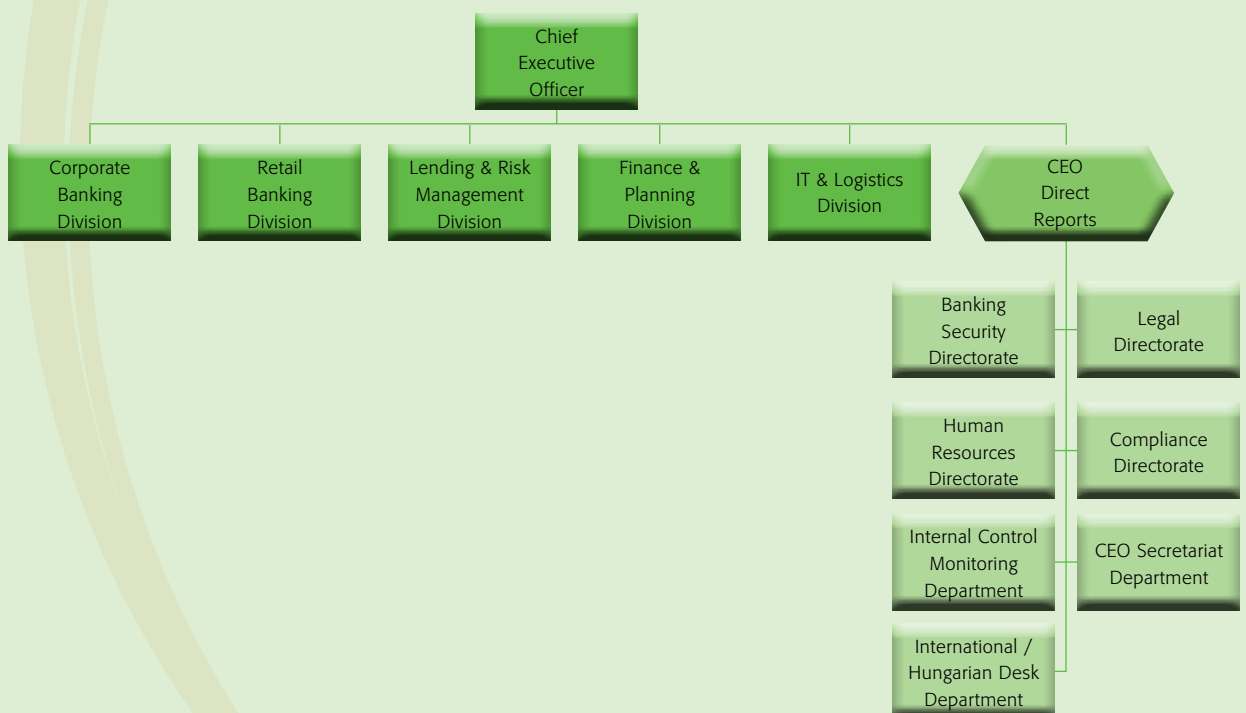 Chief
Executive
Officer
Corporate
Banking
Division
Retail
Banking
Division
Lending & Risk
Management
Division
Finance &
Planning
Division
IT & Logistics
Division
CEO
Direct
Reports
Banking
Security
Directorate
Legal
Directorate
Human
Resources
Directorate
Compliance
Directorate
Internal Control
Monitoring
Department
CEO Secretariat
Department
International /
Hungarian Desk
Department